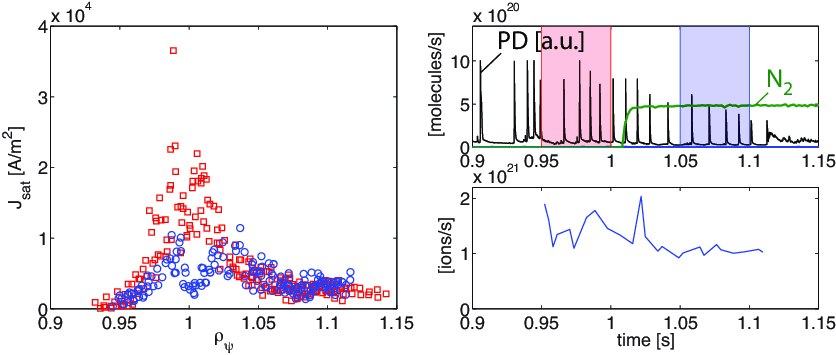 x 10⁴
4
3
2
1
0
J_sat [A/m²]
0.9 0.95 1 1.05 1.1 1.15
ρ_ψ
x 10²⁰
10
5
0
[molecules/s]
PD [a.u.]
N₂
0.9 0.95 1 1.05 1.1 1.15
x 10²¹
2
1
0
[ions/s]
0.9 0.95 1 1.05 1.1 1.15
time [s]